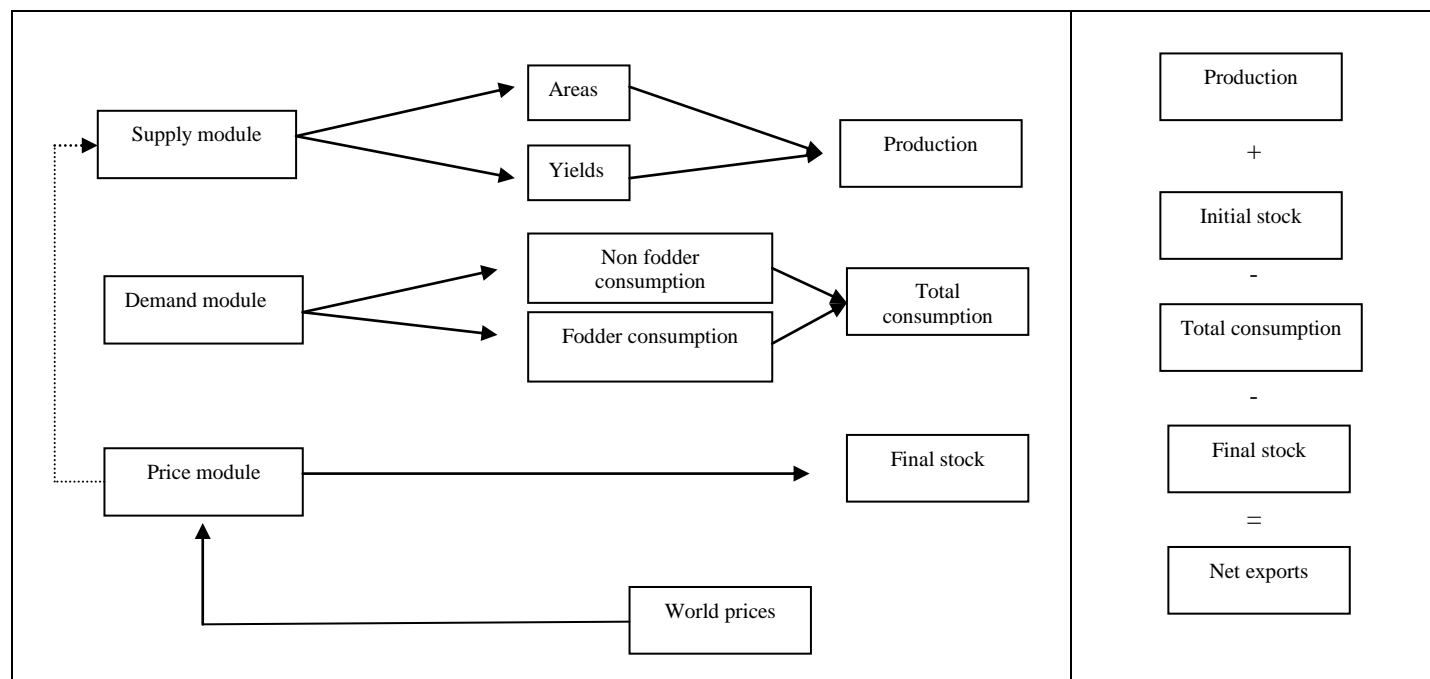 Areas
Supply module
Yields
Production
Non fodder
consumption
Demand module
Fodder consumption
Total
consumption
Price module
Final stock
World prices
Production
+
Initial stock
-
Total consumption
-
Final stock
=
Net exports